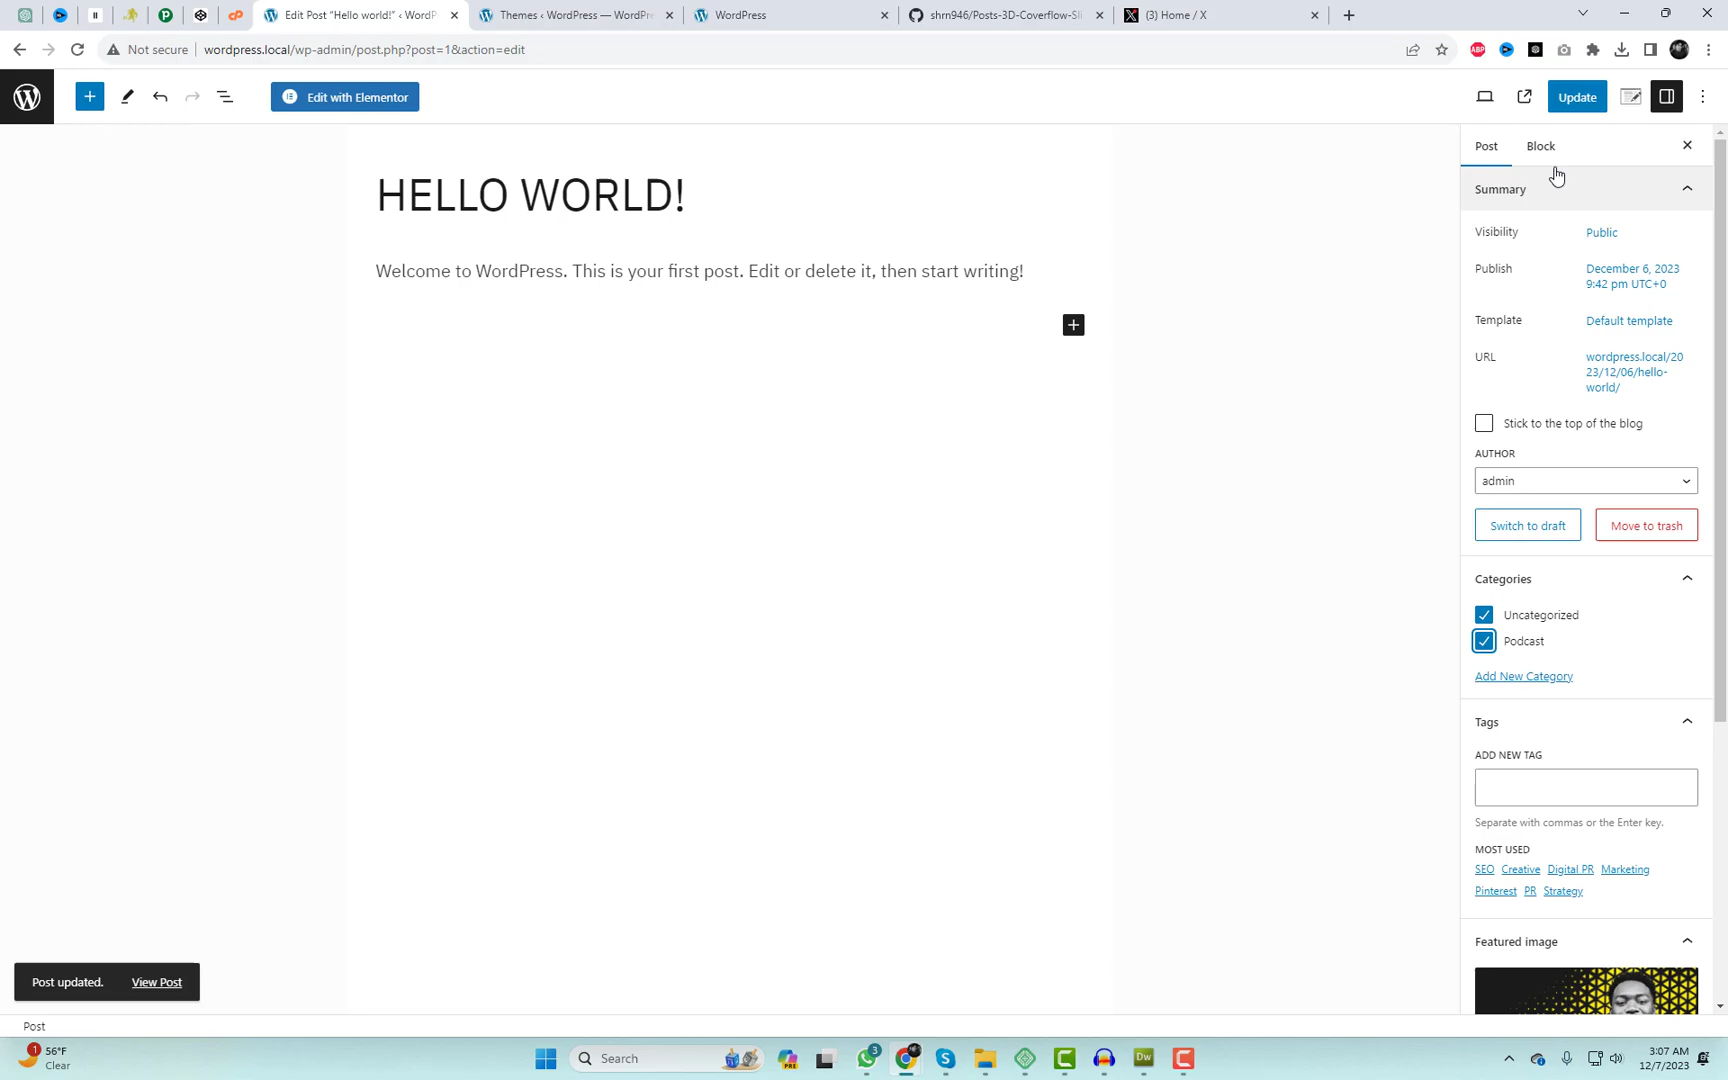 Edit Post “Hello world!” ‹ WordP
Themes ‹ WordPress — WordPre
WordPress
shrn946/Posts-3D-Coverflow-Sli
(3) Home / X
Not secure
wordpress.local/wp-admin/post.php?post=1&action=edit
ABP
Edit with Elementor
Update
HELLO WORLD!
Welcome to WordPress. This is your first post. Edit or delete it, then start writing!
Post
Block
Summary
Visibility
Public
Publish
December 6, 2023
9:42 pm UTC+0
Template
Default template
URL
wordpress.local/20
23/12/06/hello-
world/
Stick to the top of the blog
AUTHOR
admin
Switch to draft
Move to trash
Categories
Uncategorized
Podcast
Add New Category
Tags
ADD NEW TAG
Separate with commas or the Enter key.
MOST USED
SEO Creative Digital PR Marketing
Pinterest PR Strategy
Featured image
Post updated.
View Post
Post
1
56°F
Clear
Search
PRE
3
Dw
3:07 AM
12/7/2023